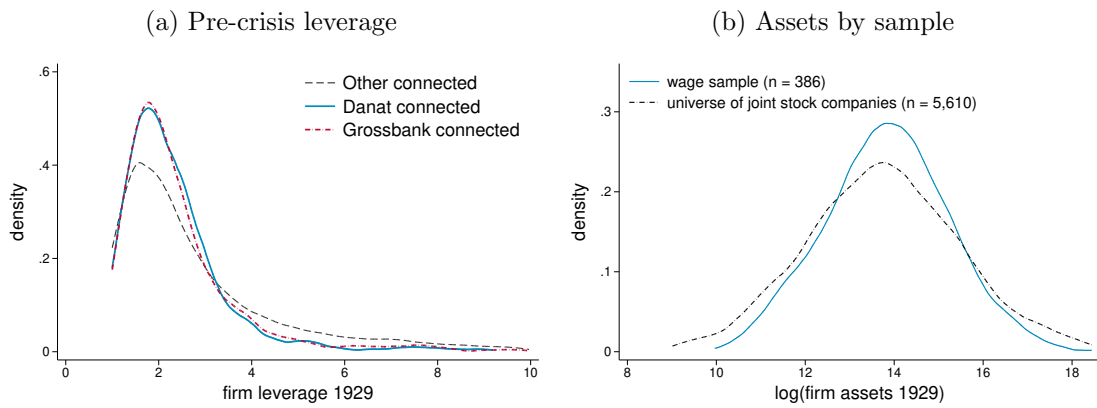 (a) Pre-crisis leverage
Other connected
Danat connected
Grossbank connected
density
.6
.4
.2
0
0 2 4 6 8 10
firm leverage 1929
(b) Assets by sample
wage sample (n = 386)
universe of joint stock companies (n = 5,610)
density
.3
.2
.1
0
8 10 12 14 16 18
log(firm assets 1929)